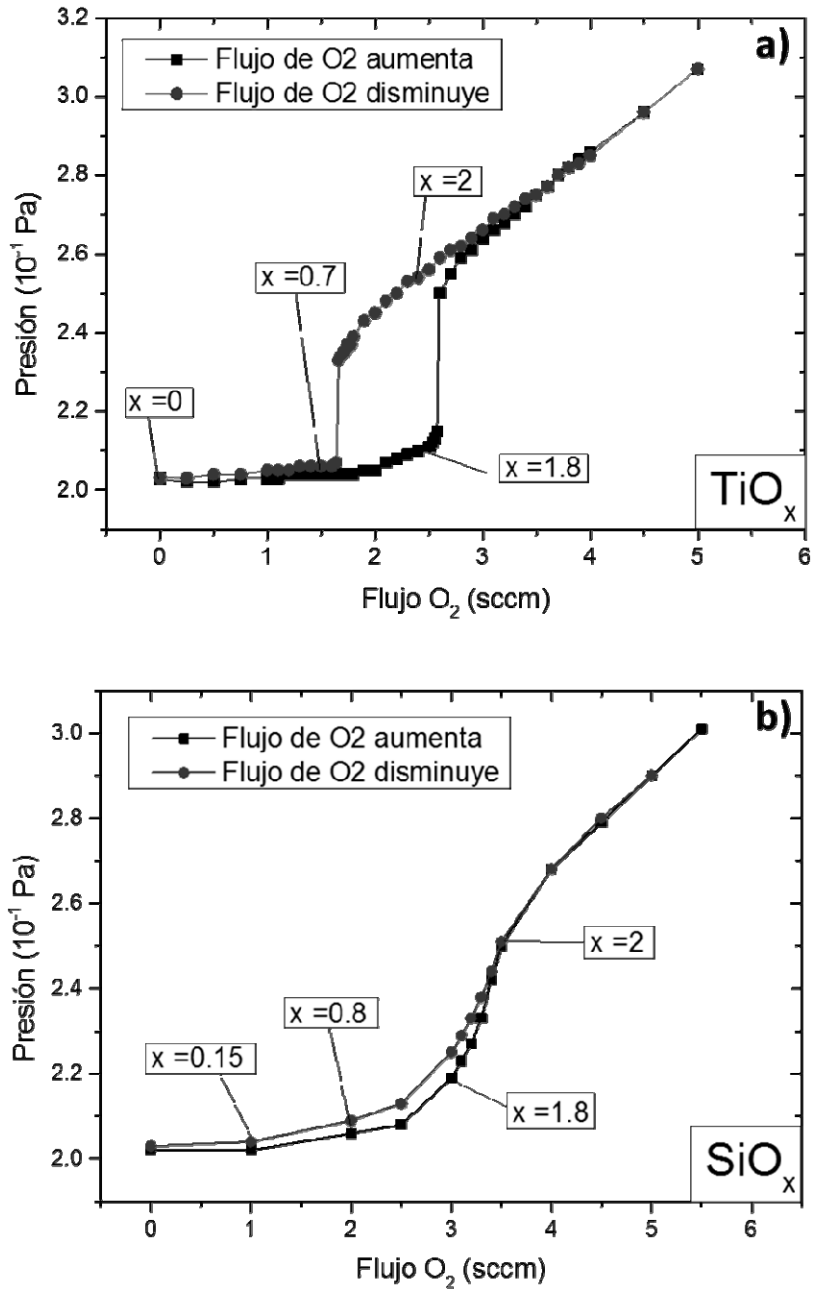 a)
Flujo de O2 aumenta
Flujo de O2 disminuye
3.2
3.0
2.8
2.6
2.4
2.2
2.0
Presión (10⁻¹ Pa)
x =2
x =0.7
x =0
x =1.8
TiOₓ
0 1 2 3 4 5 6
Flujo O₂ (sccm)
b)
Flujo de O2 aumenta
Flujo de O2 disminuye
3.0
2.8
2.6
2.4
2.2
2.0
Presión (10⁻¹ Pa)
x =2
x =0.8
x =0.15
x =1.8
SiOₓ
0 1 2 3 4 5 6
Flujo O₂ (sccm)